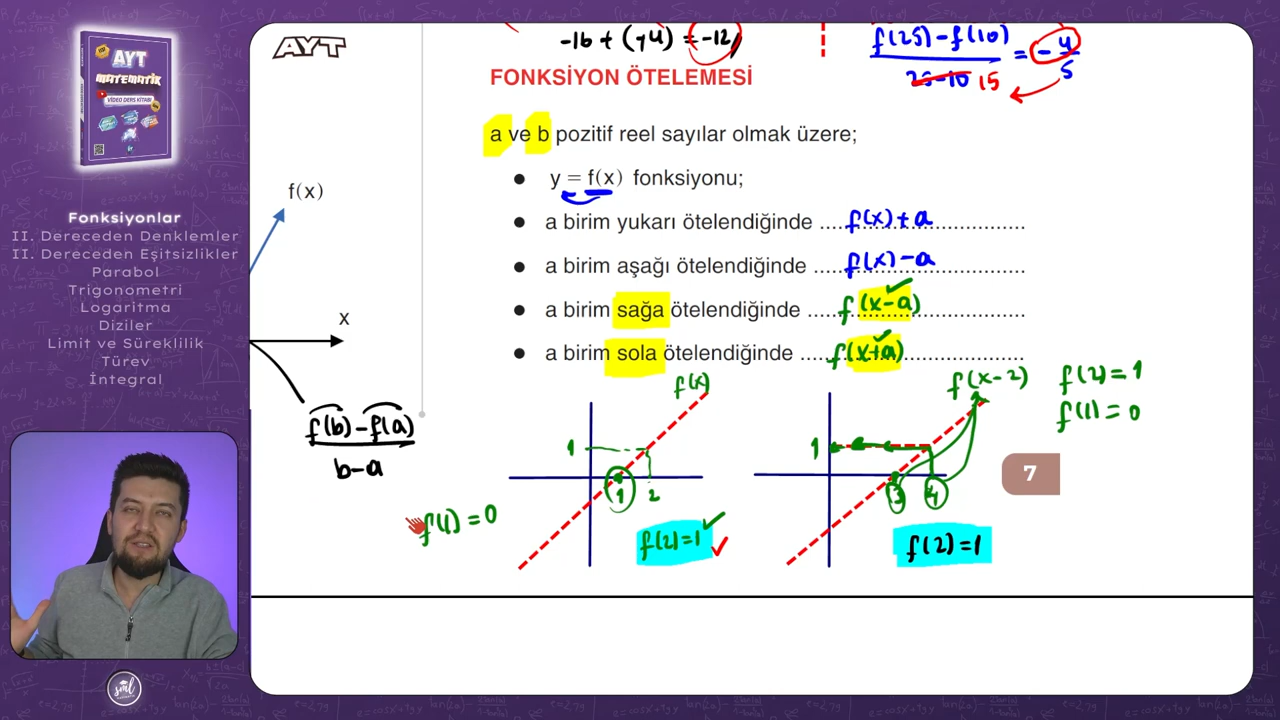 AYT
MATEMATİK
VİDEO DERS KİTABI
Fonksiyonlar
II. Dereceden Denklemler
II. Dereceden Eşitsizlikler
Parabol
Trigonometri
Logaritma
Diziler
Limit ve Süreklilik
Türev
İntegral
sml
AYT
f(x)
x
f(b)-f(a)
b-a
-16 + (+4) = -12
f(25)-f(10)
25-10 15
= -4
5
FONKSİYON ÖTELEMESİ
a ve b pozitif reel sayılar olmak üzere;
• y = f(x) fonksiyonu;
• a birim yukarı ötelendiğinde ..... f(x)+a
• a birim aşağı ötelendiğinde ..... f(x)-a
• a birim sağa ötelendiğinde ..... f(x-a)
• a birim sola ötelendiğinde ..... f(x+a)
f(x)
1
1 2
f(1)=0
f(2)=1
f(x-2)
1
3 4
f(2)=1
f(2)=1
f(1)=0
7